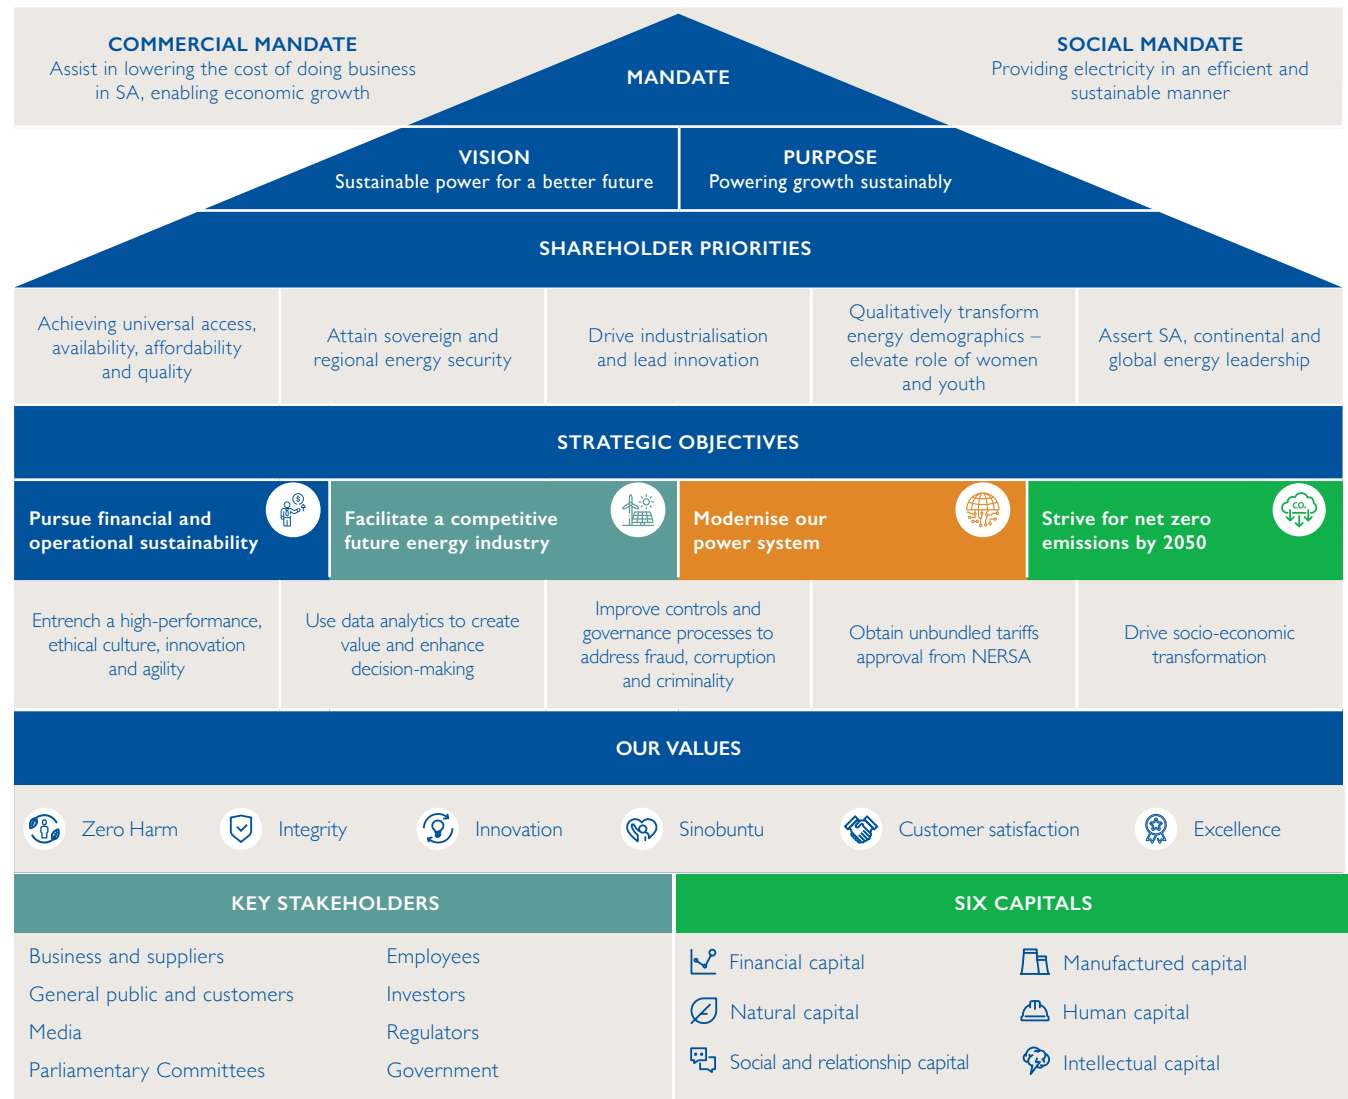 COMMERCIAL MANDATE
Assist in lowering the cost of doing business
in SA, enabling economic growth
MANDATE
SOCIAL MANDATE
Providing electricity in an efficient and
sustainable manner
VISION
Sustainable power for a better future
PURPOSE
Powering growth sustainably
SHAREHOLDER PRIORITIES
Achieving universal access,
availability, affordability
and quality
Attain sovereign and
regional energy security
Drive industrialisation
and lead innovation
Qualitatively transform
energy demographics –
elevate role of women
and youth
Assert SA, continental and
global energy leadership
STRATEGIC OBJECTIVES
Pursue financial and
operational sustainability
$
Facilitate a competitive
future energy industry
Modernise our
power system
Strive for net zero
emissions by 2050
CO₂
Entrench a high-performance,
ethical culture, innovation
and agility
Use data analytics to create
value and enhance
decision-making
Improve controls and
governance processes to
address fraud, corruption
and criminality
Obtain unbundled tariffs
approval from NERSA
Drive socio-economic
transformation
OUR VALUES
Zero Harm
Integrity
Innovation
Sinobuntu
Customer satisfaction
Excellence
KEY STAKEHOLDERS
Business and suppliers
General public and customers
Media
Parliamentary Committees
Employees
Investors
Regulators
Government
SIX CAPITALS
Financial capital
Natural capital
Social and relationship capital
Manufactured capital
Human capital
Intellectual capital